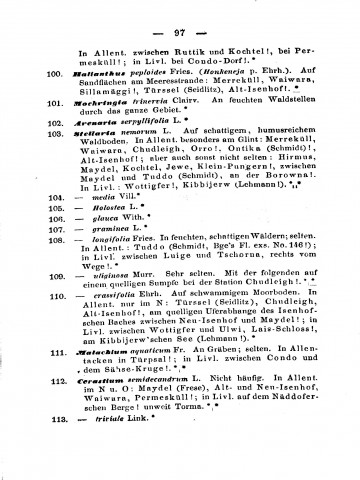 — 97 —
In Allent. zwischen Ruttik und Kochtel!, bei Per-
mesküll!; in Livl. bei Condo-Dorf!. *
100. Hallanthus peploides Fries. (Honkeneja p. Ehrh.). Auf
Sandflächen am Meeresstrande: Merreküll, Waiwara,
Sillamäggi!, Türssel (Seidlitz), Alt-Isenhof!. *
101. Moehringia trinervia Clairv. An feuchten Waldstellen
durch das ganze Gebiet. *
102. Arenaria serpyllifolia L. *
103. Stellaria nemorum L. Auf schattigem, humusreichem
Waldboden. In Allent. besonders am Glint: Merreküll,
Waiwara, Chudleigh, Orro!. Ontika (Schmidt)!,
Alt-Isenhof!; aber auch sonst nicht selten: Hirmus,
Maydel, Kochtel, Jewe, Klein-Pungern!, zwischen
Maydel und Tuddo (Schmidt), an der Borowna!.
In Livl.: Wottigfer!, Kibbijerw (Lehmann!). *,*
104. — media Vill. *
105. — Holostea L. *
106. — glauca With. *
107. — graminea L. *
108. — longifolia Fries. In feuchten, schattigen Wäldern; selten.
In Allent.: Tuddo (Schmidt, Bge's Fl. exs. No. 146!);
in Livl. zwischen Luige und Tschorna, rechts vom
Wege!. *
109. — uliginosa Murr. Sehr selten. Mit der folgenden auf
einem quelligen Sumpfe bei der Station Chudleigh!. *
110. — crassifolia Ehrh. Auf schwammigem Moorboden. In
Allent. nur im N: Türssel (Seidlitz), Chudleigh,
Alt-Isenhof!, am quelligen Uferabhange des Isenhof-
schen Baches zwischen Neu-Isenhof und Maydel!; in
Livl. zwischen Wottigfer und Ulwi, Lais-Schloss!,
am Kibbijerw'schen See (Lehmann!). *
111. Malachium aquaticum Fr. An Gräben; selten. In Allen-
tacken in Türpsal!; in Livl. zwischen Condo und
dem Sähse-Kruge!. *,*
112. Cerastium semidecandrum L. Nicht häufig. In Allent.
im N u. O: Maydel (Frese), Alt- und Neu-Isenhof,
Waiwara, Permesküll!; in Livl. auf dem Näddofer-
schen Berge! unweit Torma. *,*
113. — triviale Link. *